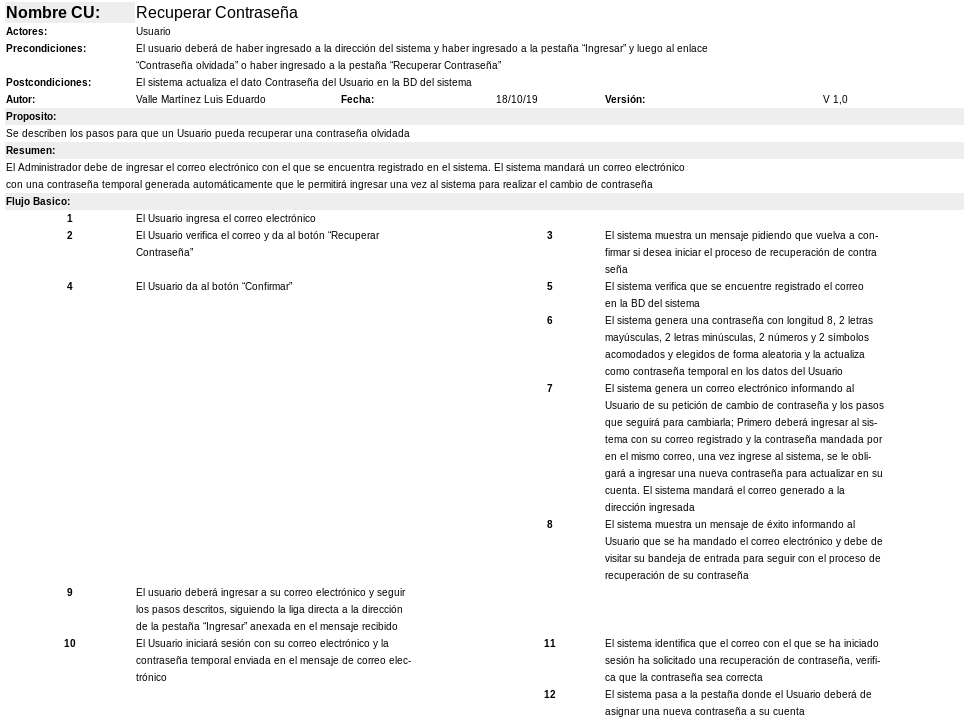 Nombre CU: Recuperar Contraseña
Actores: Usuario
Precondiciones: El usuario deberá de haber ingresado a la dirección del sistema y haber ingresado a la pestaña “Ingresar” y luego al enlace
“Contraseña olvidada” o haber ingresado a la pestaña “Recuperar Contraseña”
Postcondiciones: El sistema actualiza el dato Contraseña del Usuario en la BD del sistema
Autor: Valle Martínez Luis Eduardo Fecha: 18/10/19 Versión: V 1,0
Proposito:
Se describen los pasos para que un Usuario pueda recuperar una contraseña olvidada
Resumen:
El Administrador debe de ingresar el correo electrónico con el que se encuentra registrado en el sistema. El sistema mandará un correo electrónico
con una contraseña temporal generada automáticamente que le permitirá ingresar una vez al sistema para realizar el cambio de contraseña
Flujo Basico:
1 El Usuario ingresa el correo electrónico
2 El Usuario verifica el correo y da al botón “Recuperar
Contraseña”
3 El sistema muestra un mensaje pidiendo que vuelva a con-
firmar si desea iniciar el proceso de recuperación de contra
seña
4 El Usuario da al botón “Confirmar”
5 El sistema verifica que se encuentre registrado el correo
en la BD del sistema
6 El sistema genera una contraseña con longitud 8, 2 letras
mayúsculas, 2 letras minúsculas, 2 números y 2 símbolos
acomodados y elegidos de forma aleatoria y la actualiza
como contraseña temporal en los datos del Usuario
7 El sistema genera un correo electrónico informando al
Usuario de su petición de cambio de contraseña y los pasos
que seguirá para cambiarla; Primero deberá ingresar al sis-
tema con su correo registrado y la contraseña mandada por
en el mismo correo, una vez ingrese al sistema, se le obli-
gará a ingresar una nueva contraseña para actualizar en su
cuenta. El sistema mandará el correo generado a la
dirección ingresada
8 El sistema muestra un mensaje de éxito informando al
Usuario que se ha mandado el correo electrónico y debe de
visitar su bandeja de entrada para seguir con el proceso de
recuperación de su contraseña
9 El usuario deberá ingresar a su correo electrónico y seguir
los pasos descritos, siguiendo la liga directa a la dirección
de la pestaña “Ingresar” anexada en el mensaje recibido
10 El Usuario iniciará sesión con su correo electrónico y la
contraseña temporal enviada en el mensaje de correo elec-
trónico
11 El sistema identifica que el correo con el que se ha iniciado
sesión ha solicitado una recuperación de contraseña, verifi-
ca que la contraseña sea correcta
12 El sistema pasa a la pestaña donde el Usuario deberá de
asignar una nueva contraseña a su cuenta